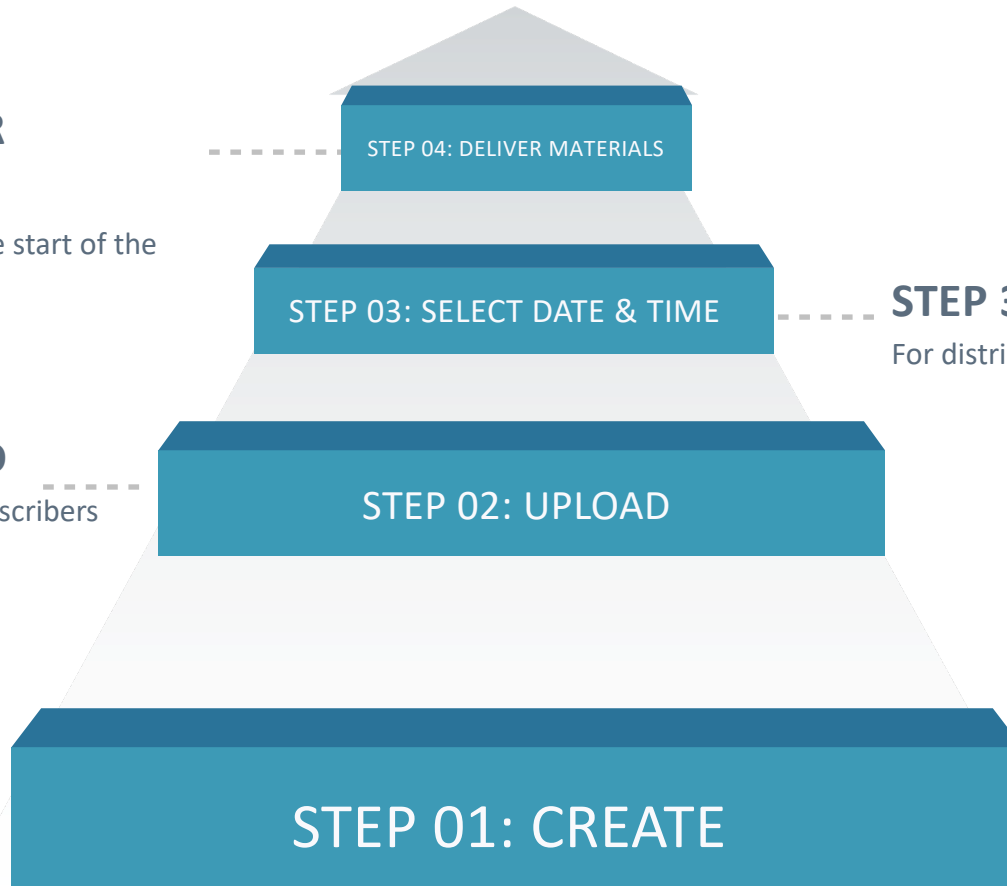 STEP 04: DELIVER MATERIALS
e start of the
STEP 03: SELECT DATE & TIME
STEP 3
For distri
STEP 02: UPLOAD
scribers
STEP 01: CREATE